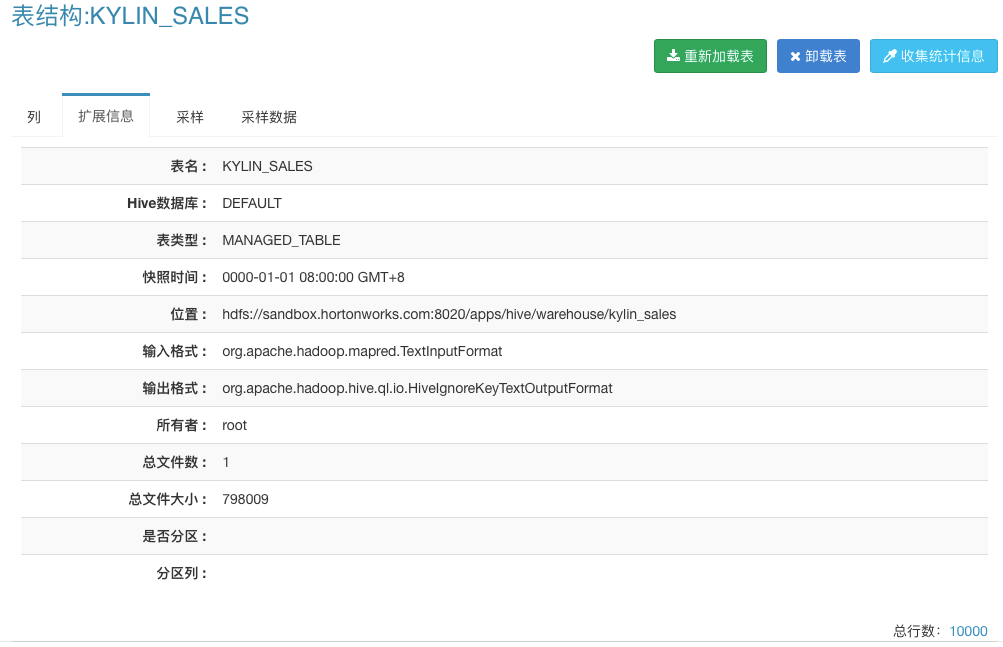 表结构:KYLIN_SALES
重新加载表 卸载表 收集统计信息
列 扩展信息 采样 采样数据
表名： KYLIN_SALES
Hive数据库： DEFAULT
表类型： MANAGED_TABLE
快照时间： 0000-01-01 08:00:00 GMT+8
位置： hdfs://sandbox.hortonworks.com:8020/apps/hive/warehouse/kylin_sales
输入格式： org.apache.hadoop.mapred.TextInputFormat
输出格式： org.apache.hadoop.hive.ql.io.HiveIgnoreKeyTextOutputFormat
所有者： root
总文件数： 1
总文件大小： 798009
是否分区：
分区列：
总行数： 10000